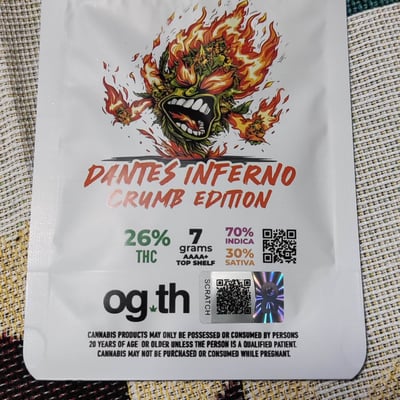 DANTES INFERNO
CRUMB EDITION
26% THC
7 grams
AAAA+
TOP SHELF
70% INDICA
30% SATIVA
og.th
SCRATCH
CANNABIS PRODUCTS MAY ONLY BE POSSESSED OR CONSUMED BY PERSONS
20 YEARS OF AGE OR OLDER UNLESS THE PERSON IS A QUALIFIED PATIENT.
CANNABIS MAY NOT BE PURCHASED OR CONSUMED WHILE PREGNANT.